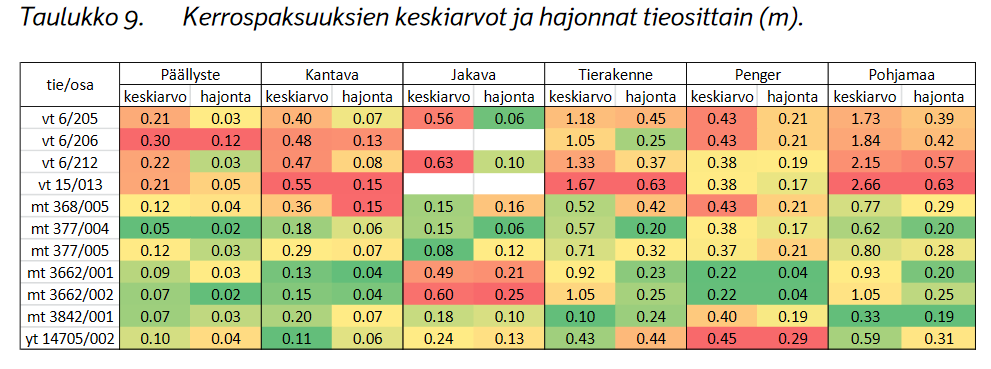 Taulukko 9. Kerrospaksuuksien keskiarvot ja hajonnat tieosittain (m).
tie/osa Päällyste Kantava Jakava Tierakenne Penger Pohjamaa
keskiarvo hajonta keskiarvo hajonta keskiarvo hajonta keskiarvo hajonta keskiarvo hajonta keskiarvo hajonta
vt 6/205 0.21 0.03 0.40 0.07 0.56 0.06 1.18 0.45 0.43 0.21 1.73 0.39
vt 6/206 0.30 0.12 0.48 0.13 1.05 0.25 0.43 0.21 1.84 0.42
vt 6/212 0.22 0.03 0.47 0.08 0.63 0.10 1.33 0.37 0.38 0.19 2.15 0.57
vt 15/013 0.21 0.05 0.55 0.15 1.67 0.63 0.38 0.17 2.66 0.63
mt 368/005 0.12 0.04 0.36 0.15 0.15 0.16 0.52 0.42 0.43 0.21 0.77 0.29
mt 377/004 0.05 0.02 0.18 0.06 0.15 0.06 0.57 0.20 0.38 0.17 0.62 0.20
mt 377/005 0.12 0.03 0.29 0.07 0.08 0.12 0.71 0.32 0.37 0.21 0.80 0.28
mt 3662/001 0.09 0.03 0.13 0.04 0.49 0.21 0.92 0.23 0.22 0.04 0.93 0.20
mt 3662/002 0.07 0.02 0.15 0.04 0.60 0.25 1.05 0.25 0.22 0.04 1.05 0.25
mt 3842/001 0.07 0.03 0.20 0.07 0.18 0.10 0.10 0.24 0.40 0.19 0.33 0.19
yt 14705/002 0.10 0.04 0.11 0.06 0.24 0.13 0.43 0.44 0.45 0.29 0.59 0.31